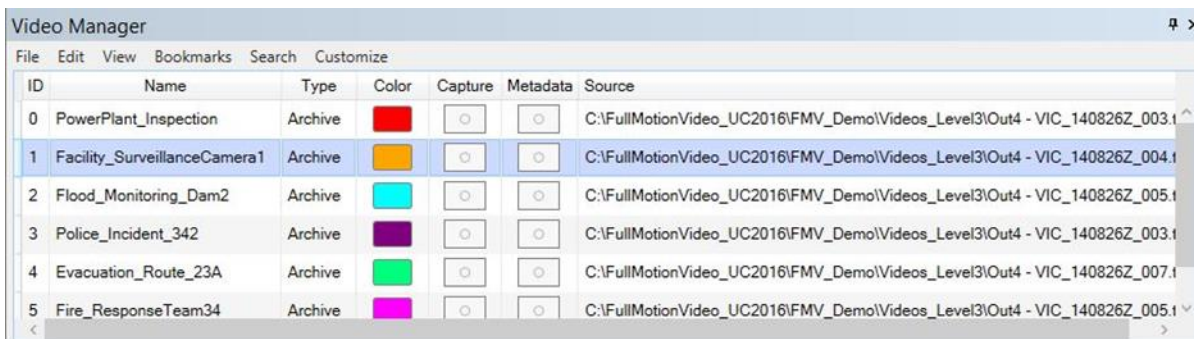 Video Manager
File Edit View Bookmarks Search Customize
ID Name Type Color Capture Metadata Source
0 PowerPlant_Inspection Archive C:\FullMotionVideo_UC2016\FMV_Demo\Videos_Level3\Out4 - VIC_140826Z_003.t
1 Facility_SurveillanceCamera1 Archive C:\FullMotionVideo_UC2016\FMV_Demo\Videos_Level3\Out4 - VIC_140826Z_004.t
2 Flood_Monitoring_Dam2 Archive C:\FullMotionVideo_UC2016\FMV_Demo\Videos_Level3\Out4 - VIC_140826Z_005.t
3 Police_Incident_342 Archive C:\FullMotionVideo_UC2016\FMV_Demo\Videos_Level3\Out4 - VIC_140826Z_003.t
4 Evacuation_Route_23A Archive C:\FullMotionVideo_UC2016\FMV_Demo\Videos_Level3\Out4 - VIC_140826Z_007.t
5 Fire_ResponseTeam34 Archive C:\FullMotionVideo_UC2016\FMV_Demo\Videos_Level3\Out4 - VIC_140826Z_005.t